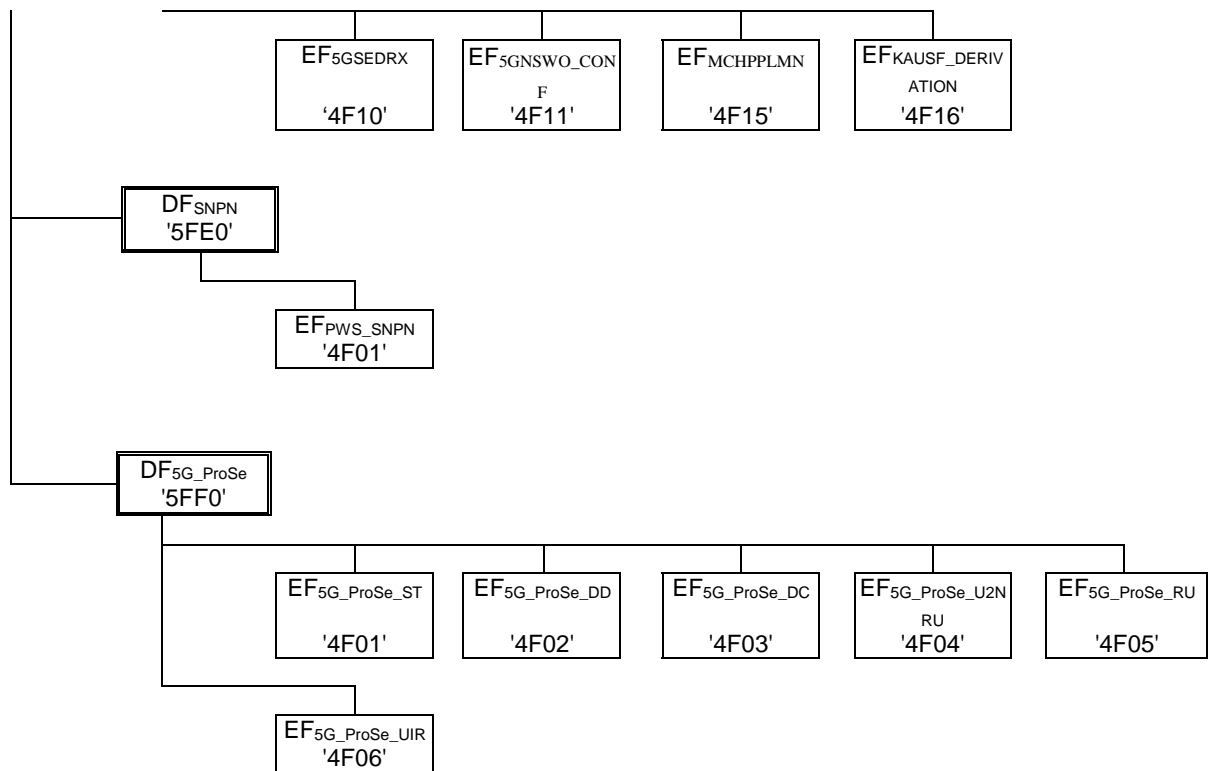 EF5GSEDRX
‘4F10’
EF5GNSWO_CON
F
'4F11'
EFMCHPPLMN
'4F15'
EFKAUSF_DERIV
ATION
'4F16'
DFSNPN
'5FE0'
EFPWS_SNPN
'4F01'
DF5G_ProSe
'5FF0'
EF5G_ProSe_ST
'4F01'
EF5G_ProSe_DD
'4F02'
EF5G_ProSe_DC
'4F03'
EF5G_ProSe_U2N
RU
'4F04'
EF5G_ProSe_RU
'4F05'
EF5G_ProSe_UIR
'4F06'